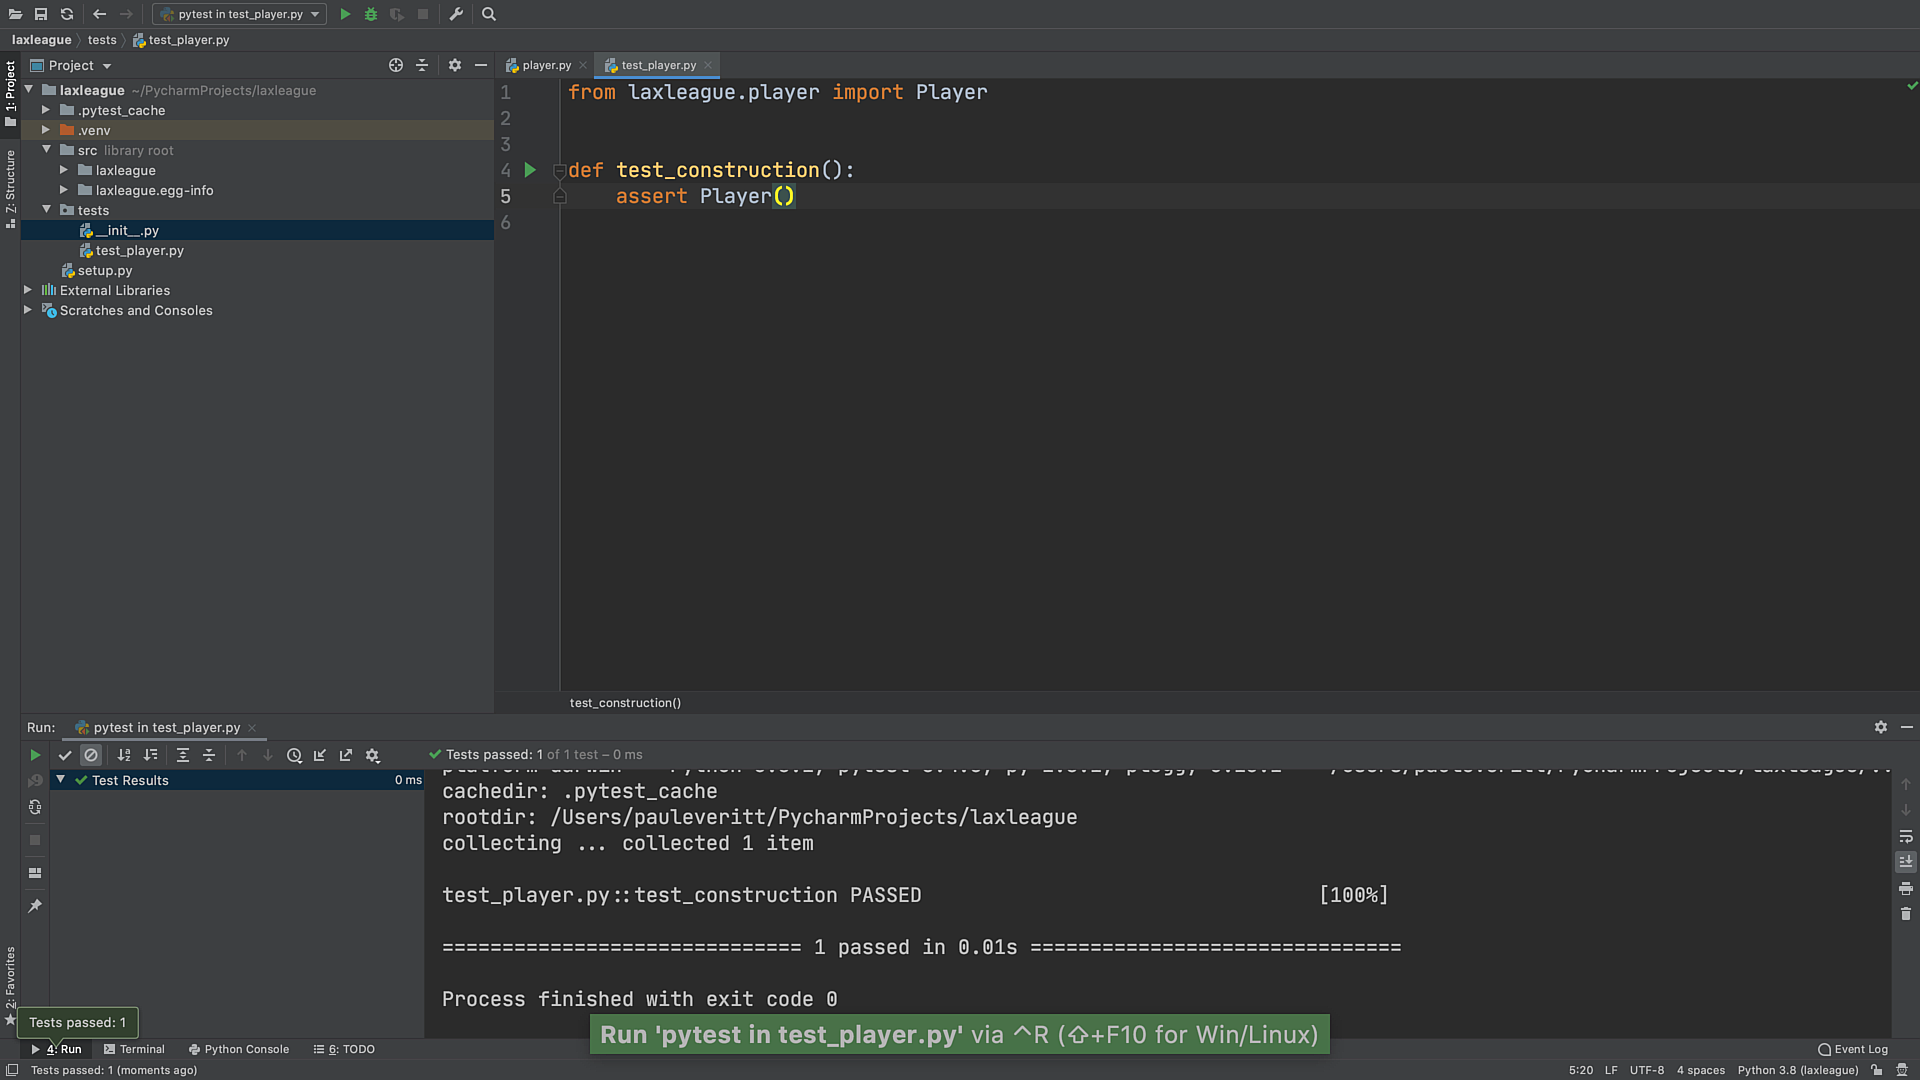 pytest in test_player.py
laxleague tests test_player.py
1: Project
Z: Structure
2: Favorites
Project
laxleague ~/PycharmProjects/laxleague
.pytest_cache
.venv
src library root
laxleague
laxleague.egg-info
tests
__init__.py
test_player.py
setup.py
External Libraries
Scratches and Consoles
player.py test_player.py
1 from laxleague.player import Player
2
3
4 def test_construction():
5 assert Player()
6
test_construction()
Run: pytest in test_player.py
Tests passed: 1 of 1 test – 0 ms
Test Results 0 ms
cachedir: .pytest_cache
rootdir: /Users/pauleveritt/PycharmProjects/laxleague
collecting ... collected 1 item
test_player.py::test_construction PASSED [100%]
============================== 1 passed in 0.01s ===============================
Process finished with exit code 0
Tests passed: 1
Run 'pytest in test_player.py' via ^R (⇧+F10 for Win/Linux)
4: Run Terminal Python Console 6: TODO Event Log
Tests passed: 1 (moments ago) 5:20 LF UTF-8 4 spaces Python 3.8 (laxleague)